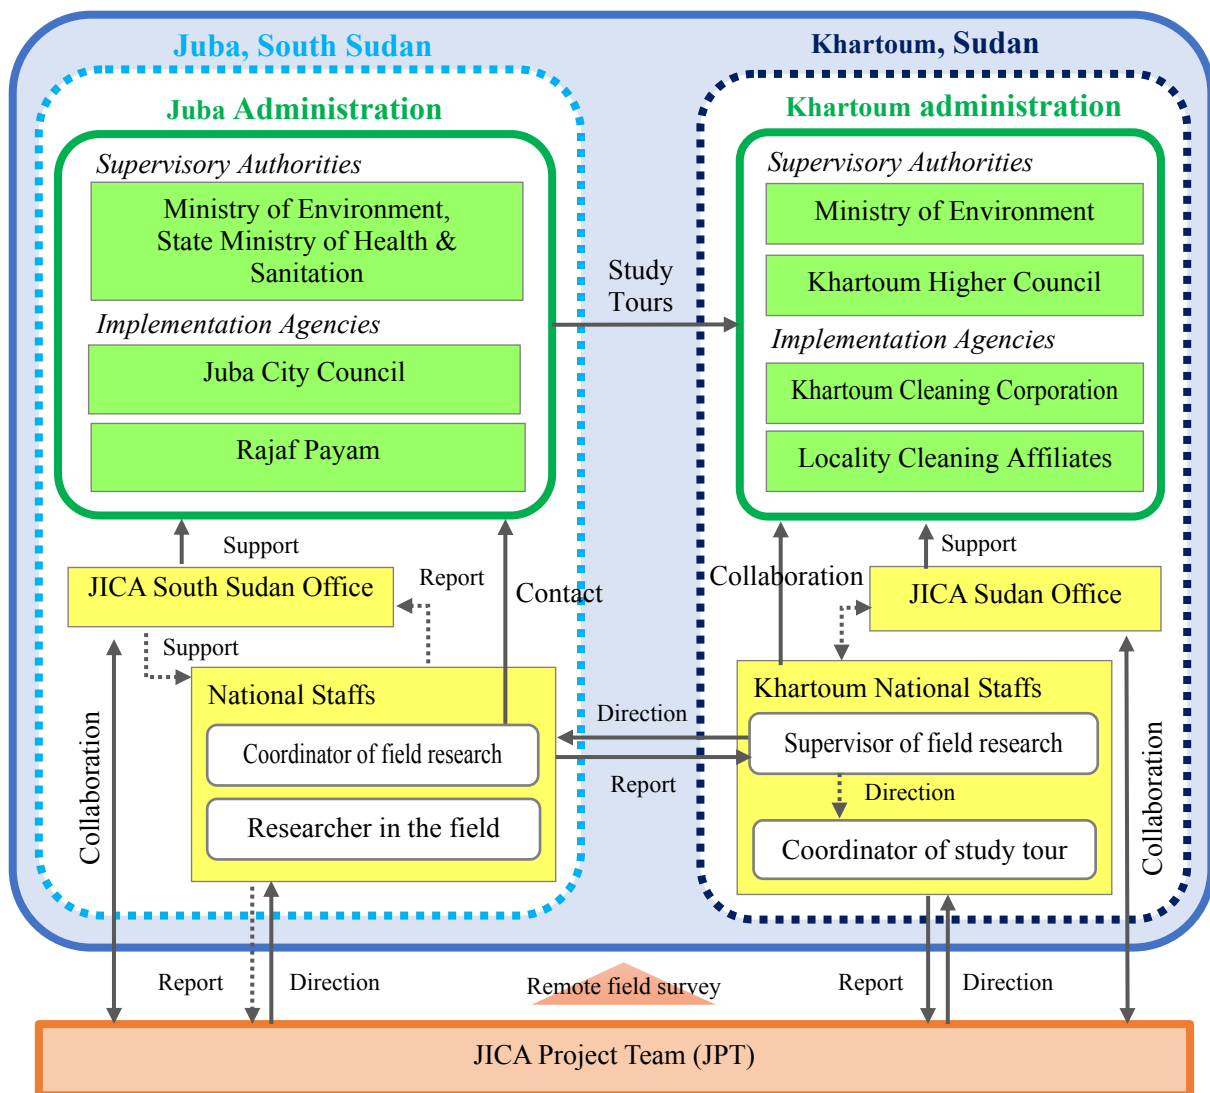 Juba, South Sudan
Juba Administration
Supervisory Authorities
Ministry of Environment,
State Ministry of Health &
Sanitation
Implementation Agencies
Juba City Council
Rajaf Payam
Study
Tours
Khartoum, Sudan
Khartoum administration
Supervisory Authorities
Ministry of Environment
Khartoum Higher Council
Implementation Agencies
Khartoum Cleaning Corporation
Locality Cleaning Affiliates
Support
JICA South Sudan Office
Report
Contact
Support
National Staffs
Coordinator of field research
Researcher in the field
Collaboration
Direction
Report
Collaboration
Support
JICA Sudan Office
Khartoum National Staffs
Supervisor of field research
Direction
Coordinator of study tour
Collaboration
Report
Direction
Remote field survey
Report
Direction
JICA Project Team (JPT)